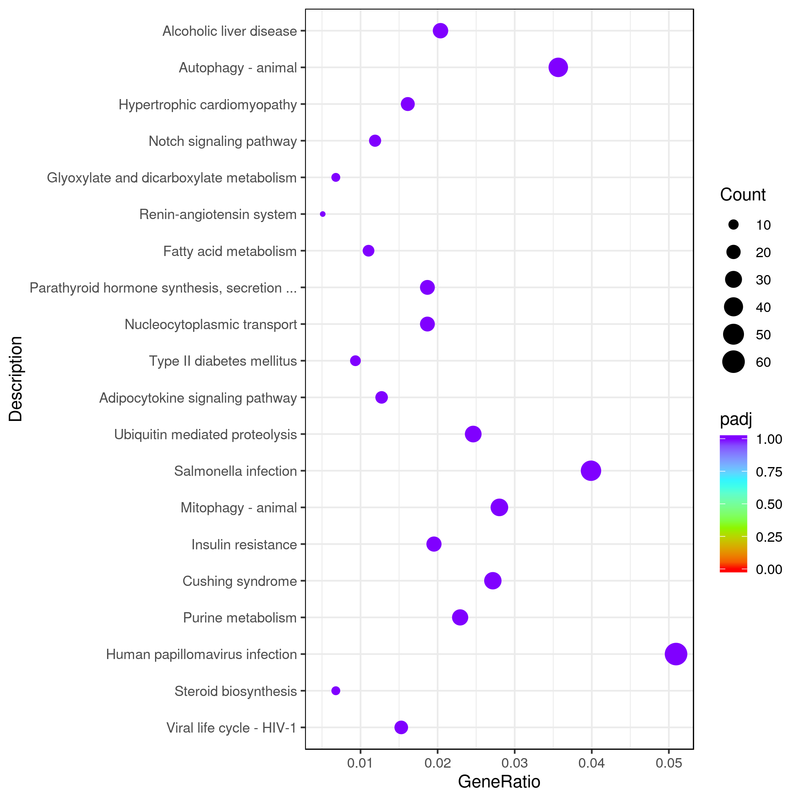 Alcoholic liver disease
Autophagy - animal
Hypertrophic cardiomyopathy
Notch signaling pathway
Glyoxylate and dicarboxylate metabolism
Renin-angiotensin system
Fatty acid metabolism
Parathyroid hormone synthesis, secretion ...
Nucleocytoplasmic transport
Type II diabetes mellitus
Adipocytokine signaling pathway
Ubiquitin mediated proteolysis
Salmonella infection
Mitophagy - animal
Insulin resistance
Cushing syndrome
Purine metabolism
Human papillomavirus infection
Steroid biosynthesis
Viral life cycle - HIV-1
Description
0.01 0.02 0.03 0.04 0.05
GeneRatio
Count
10
20
30
40
50
60
padj
1.00
0.75
0.50
0.25
0.00